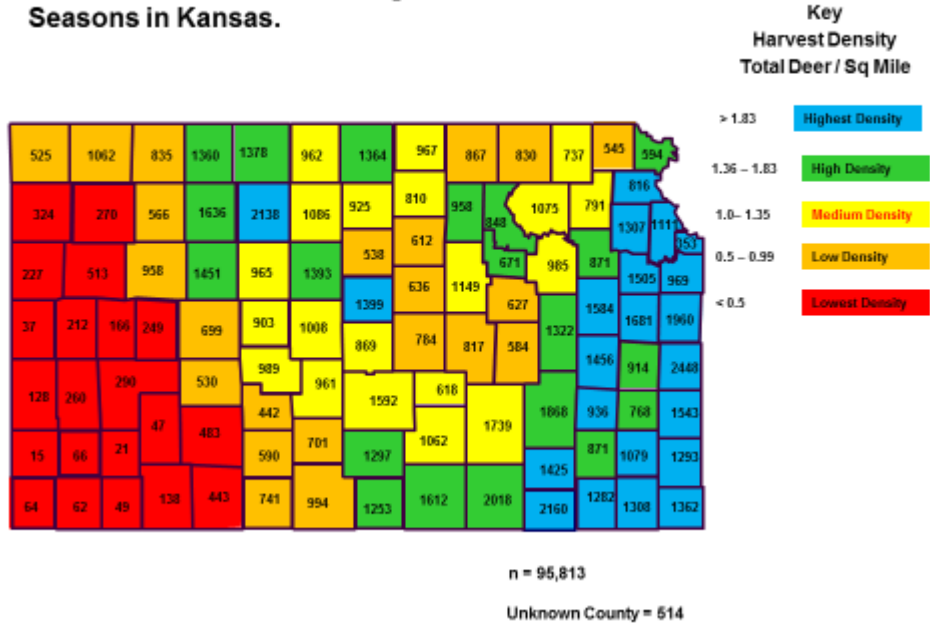 Seasons in Kansas.
Key
Harvest Density
Total Deer / Sq Mile
> 1.83 Highest Density
1.36 – 1.83 High Density
1.0– 1.35 Medium Density
0.5 – 0.99 Low Density
< 0.5 Lowest Density
525 1062 835 1360 1378 962 1364 967 867 830 737 545 594
324 270 566 1636 2138 1086 925 810 958 848 1075 791 816
1307 1111 353
227 513 958 1451 965 1393 538 612 1149 671 985 871 1505 969
37 212 166 249 699 903 1008 1399 636 627 1322 1584 1681 1960
869 784 817 584
128 260 290 530 989 961 1592 618 1456 914 2448
47 483 442 701 1062 1739 1868 936 768 1543
15 66 21 590 1297 1425 871 1079 1293
64 62 49 138 443 741 994 1253 1612 2018 2160 1282 1308 1362
n = 95,813
Unknown County = 514